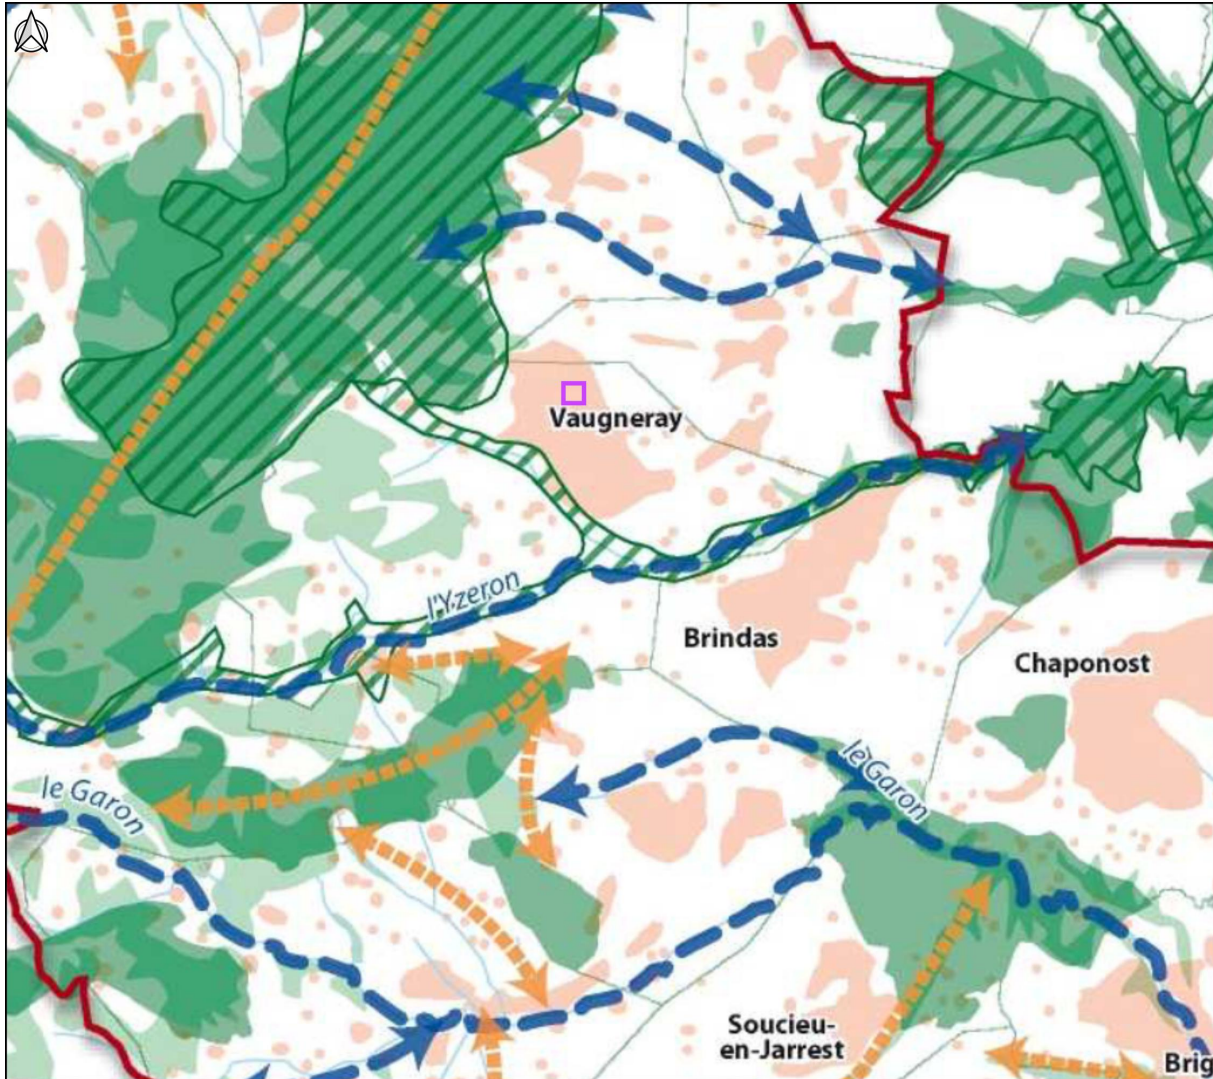 Vaugneray
l'Yzeron
Brindas
Chaponost
le Garon
le Garon
Soucieu-
en-Jarrest
Brig